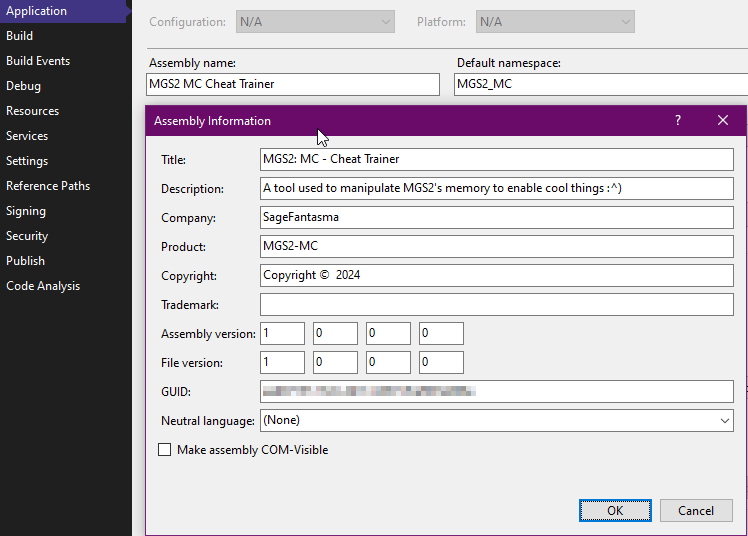 Application
Build
Build Events
Debug
Resources
Services
Settings
Reference Paths
Signing
Security
Publish
Code Analysis
Configuration: N/A Platform: N/A
Assembly name: Default namespace:
MGS2 MC Cheat Trainer MGS2_MC
Assembly Information ?
Title: MGS2: MC - Cheat Trainer
Description: A tool used to manipulate MGS2's memory to enable cool things :^)
Company: SageFantasma
Product: MGS2-MC
Copyright: Copyright © 2024
Trademark:
Assembly version: 1 0 0 0
File version: 1 0 0 0
GUID:
Neutral language: (None)
Make assembly COM-Visible
OK Cancel